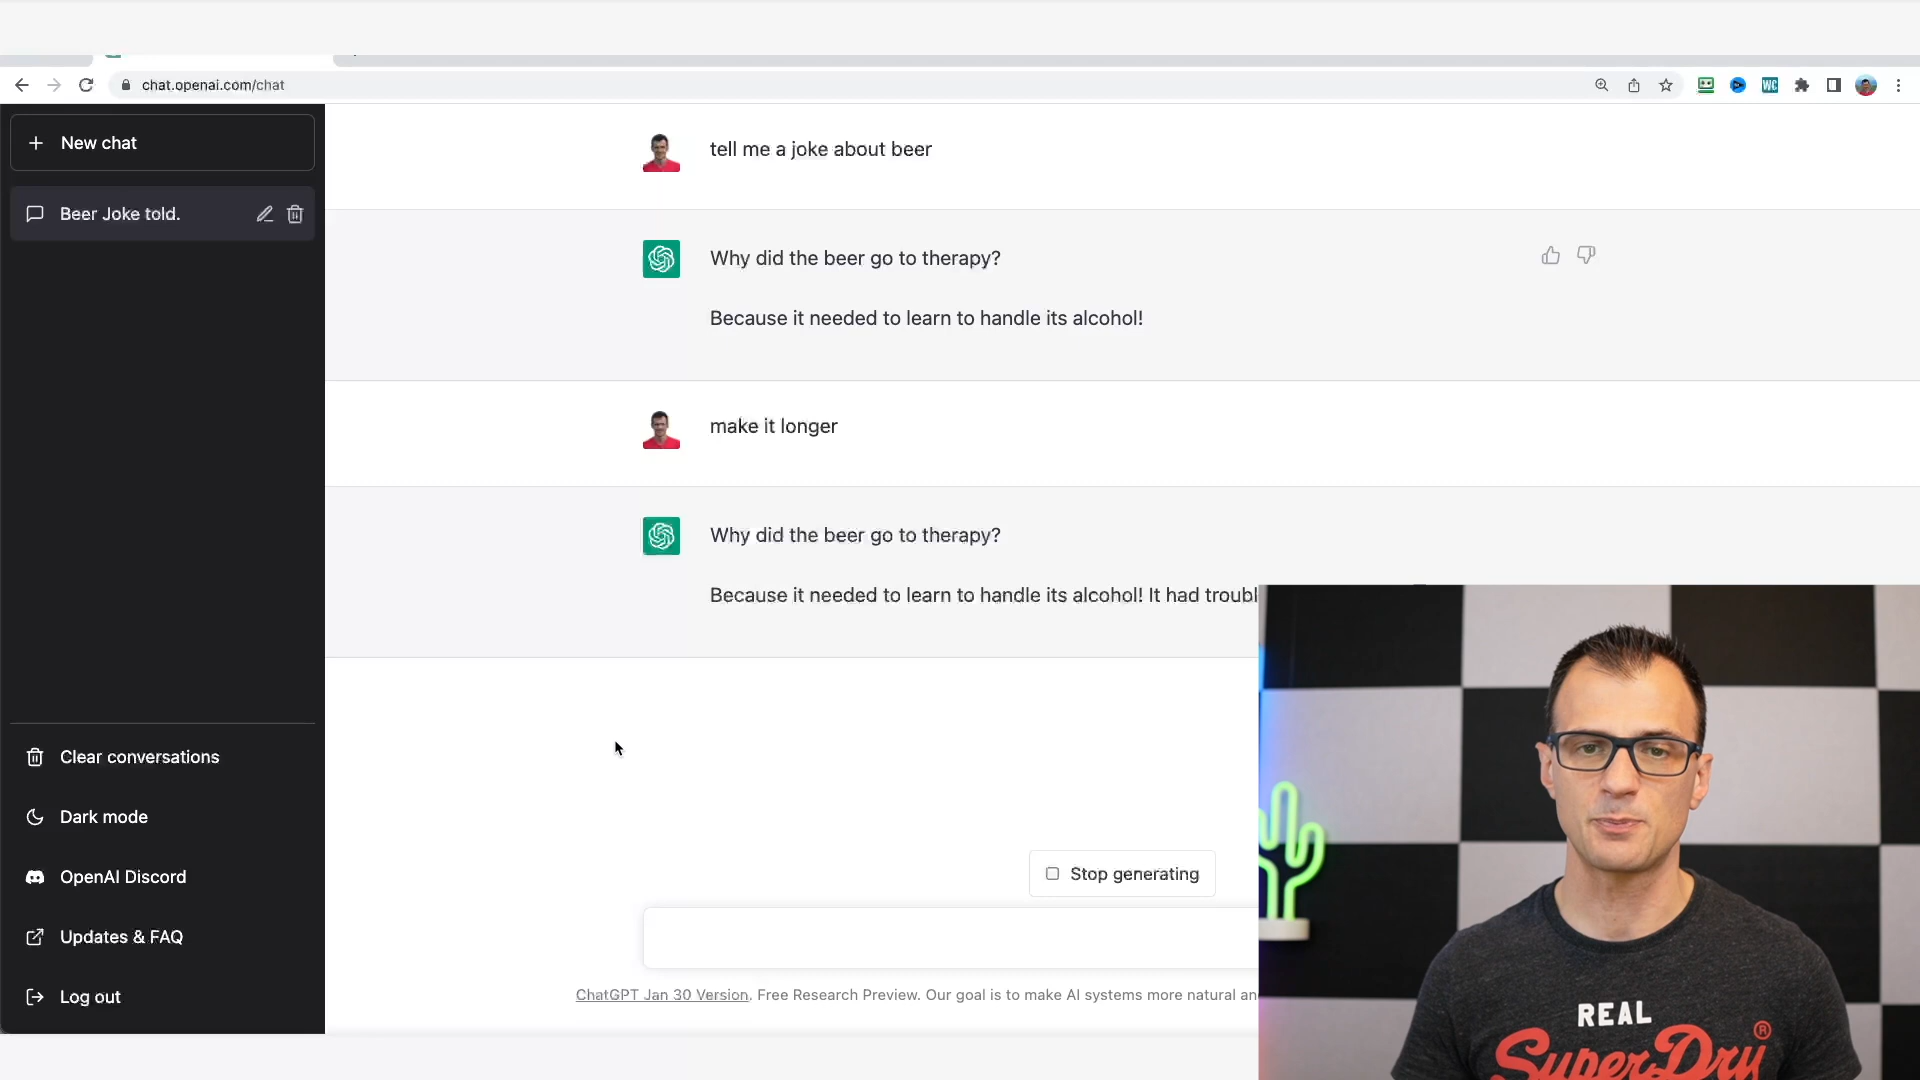 chat.openai.com/chat
WC
New chat
Beer Joke told.
tell me a joke about beer
Why did the beer go to therapy?
Because it needed to learn to handle its alcohol!
make it longer
Why did the beer go to therapy?
Because it needed to learn to handle its alcohol! It had
Clear conversations
Dark mode
OpenAI Discord
Updates & FAQ
Log out
Stop generating
ChatGPT Jan 30 Version. Free Research Preview. Our goal is to make AI systems more natural
REAL
SuperDry®